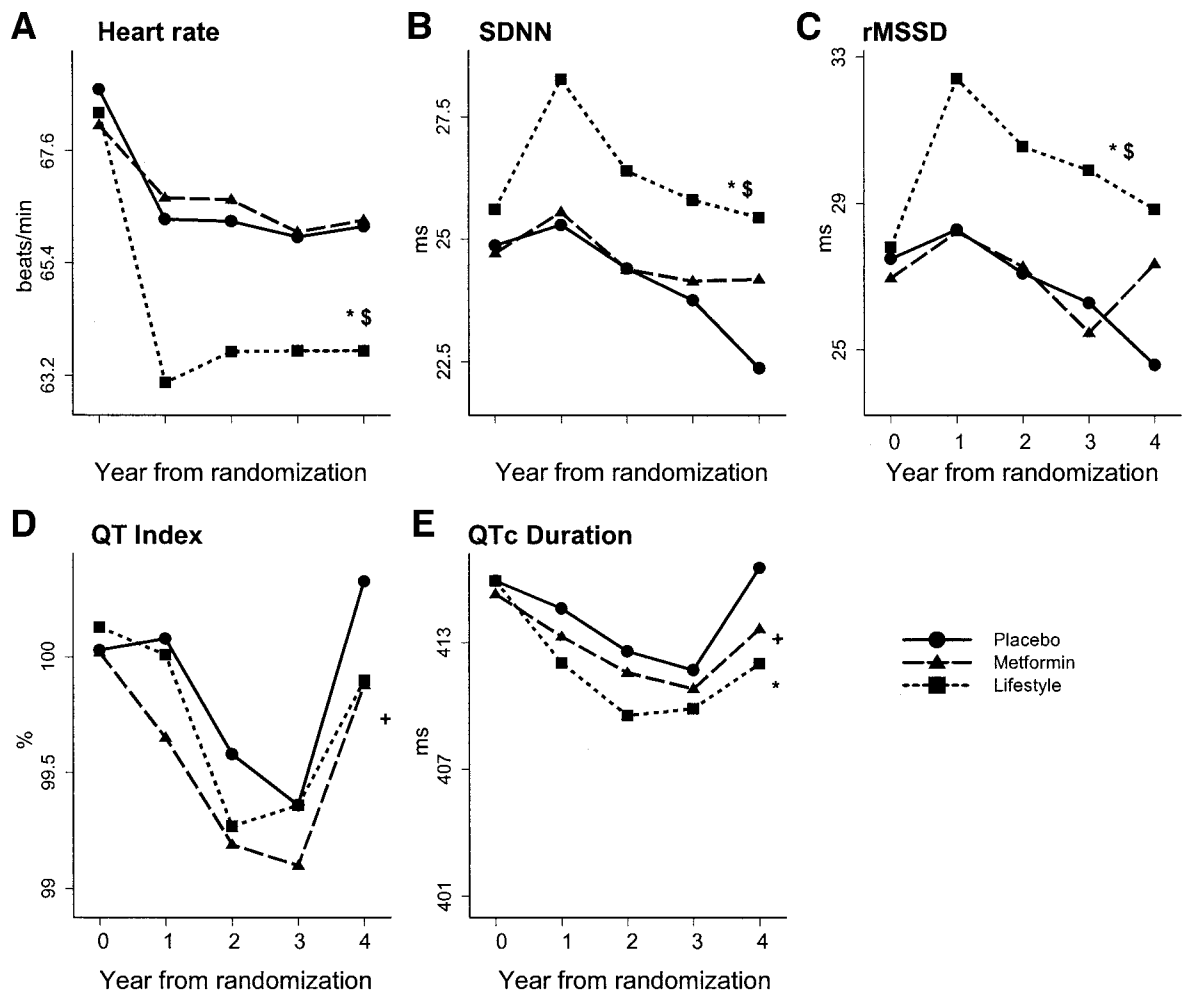 A Heart rate
B SDNN
C rMSSD
beats/min
67.6
65.4
63.2
* $
Year from randomization
ms
27.5
25
22.5
* $
Year from randomization
ms
33
29
25
* $
0 1 2 3 4
Year from randomization
D QT Index
%
100
99.5
99
+
0 1 2 3 4
Year from randomization
E QTc Duration
ms
413
407
401
+
*
0 1 2 3 4
Year from randomization
Placebo
Metformin
Lifestyle